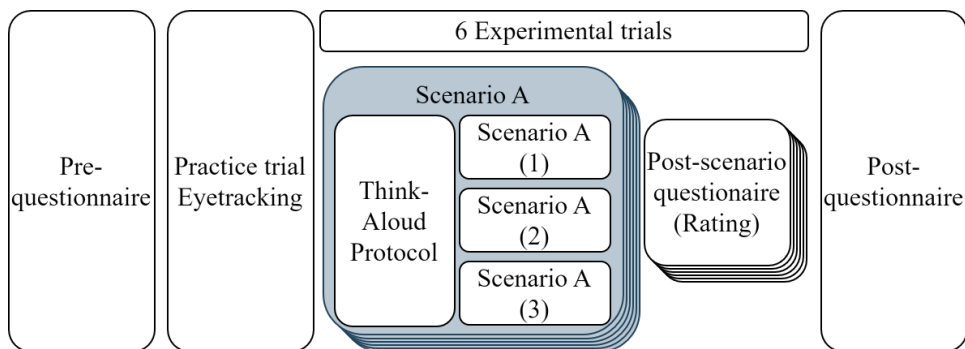 Pre-
questionnaire
Practice trial
Eyetracking
6 Experimental trials
Scenario A
Think-
Aloud
Protocol
Scenario A
(1)
Scenario A
(2)
Scenario A
(3)
Post-scenario
questionaire
(Rating)
Post-
questionnaire